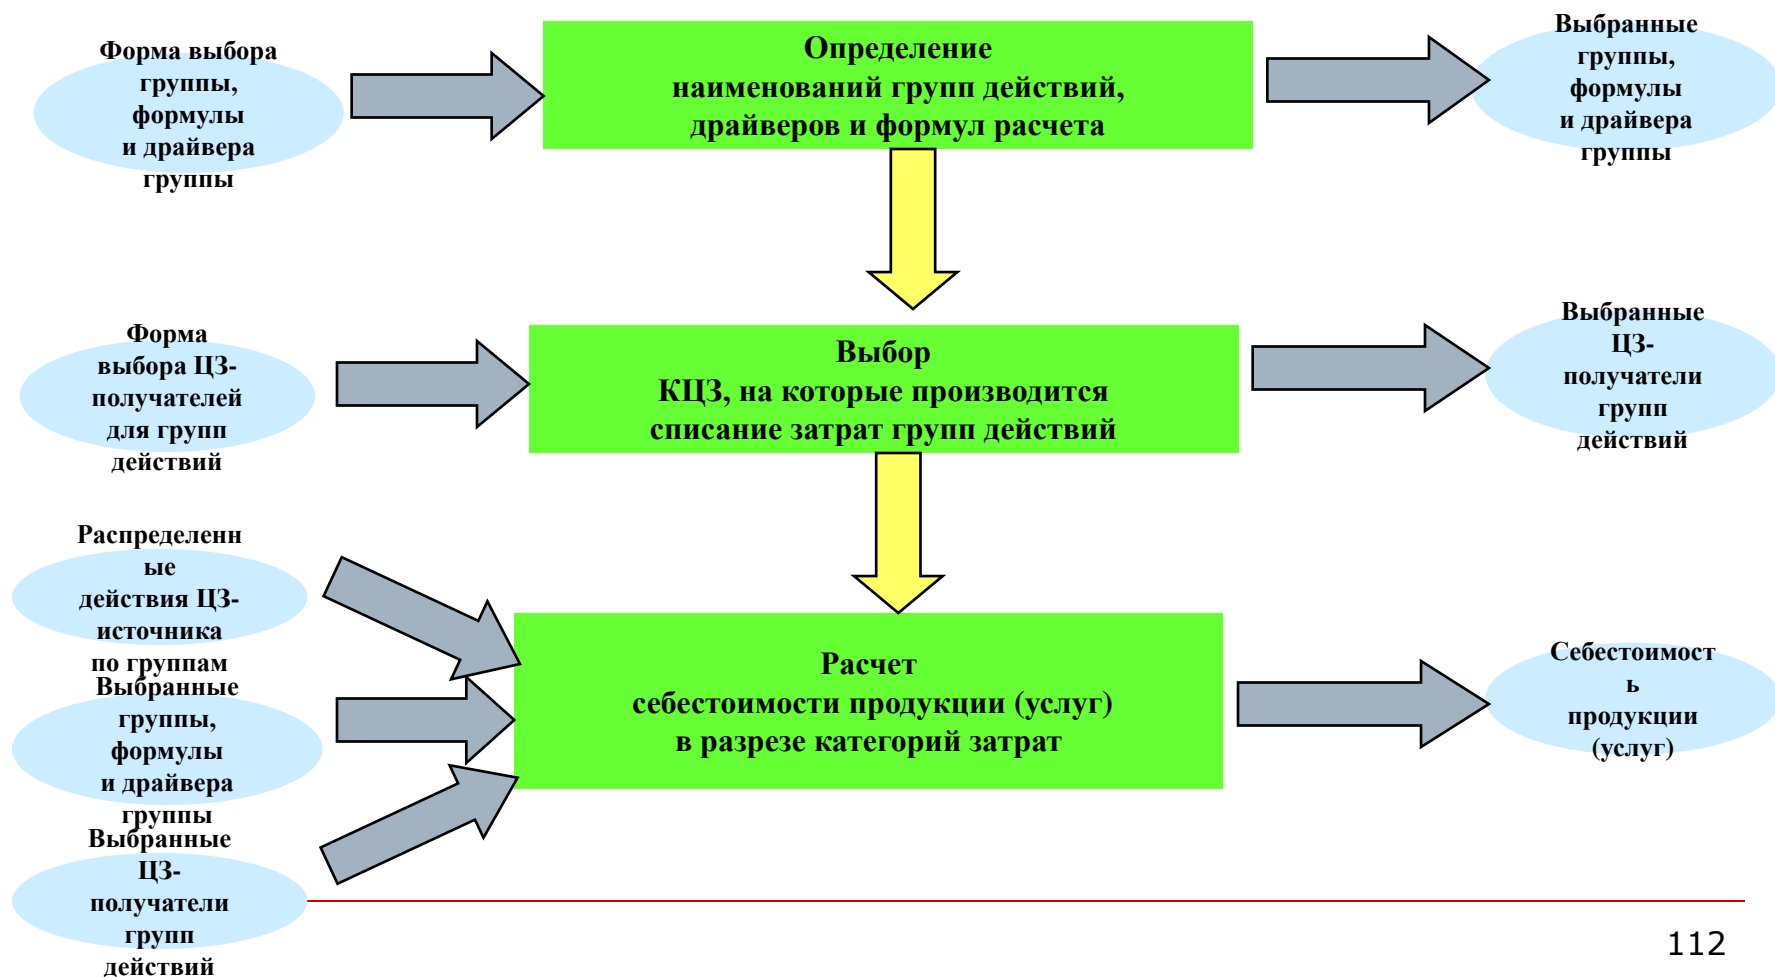 Форма выбора
группы,
формулы
и драйвера
группы
Определение
наименований групп действий,
драйверов и формул расчета
Выбранные
группы,
формулы
и драйвера
группы
Форма
выбора ЦЗ-
получателей
для групп
действий
Выбор
КЦЗ, на которые производится
списание затрат групп действий
Выбранные
ЦЗ-
получатели
групп
действий
Распределенн
ые
действия ЦЗ-
источника
по группам
Выбранные
группы,
формулы
и драйвера
группы
Выбранные
ЦЗ-
получатели
групп
действий
Расчет
себестоимости продукции (услуг)
в разрезе категорий затрат
Себестоимост
ь
продукции
(услуг)
112